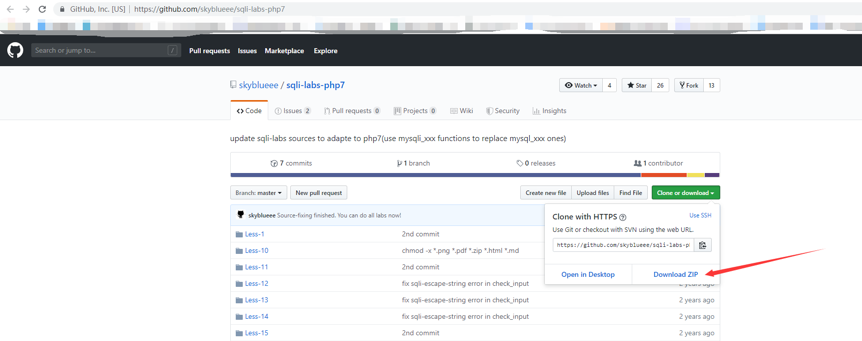 GitHub, Inc. [US] | https://github.com/skyblueee/sqli-labs-php7
Search or jump to... / Pull requests Issues Marketplace Explore
skyblueee / sqli-labs-php7 Watch 4 Star 26 Fork 13
Code Issues 2 Pull requests 0 Projects 0 Wiki Security Insights
update sqli-labs sources to adapte to php7(use mysqli_xxx functions to replace mysql_xxx ones)
7 commits 1 branch 0 releases 1 contributor
Branch: master New pull request Create new file Upload files Find File Clone or download
skyblueee Source-fixing finished. You can do all labs now!
Clone with HTTPS ? Use SSH
Use Git or checkout with SVN using the web URL.
https://github.com/skyblueee/sqli-labs-p
Open in Desktop Download ZIP
Less-1 2nd commit
Less-10 chmod -x *.png *.pdf *.zip *.html *.md
Less-11 2nd commit
Less-12 fix sqli-escape-string error in check_input 2 years ago
Less-13 fix sqli-escape-string error in check_input 2 years ago
Less-14 fix sqli-escape-string error in check_input 2 years ago
Less-15 2nd commit 2 years ago